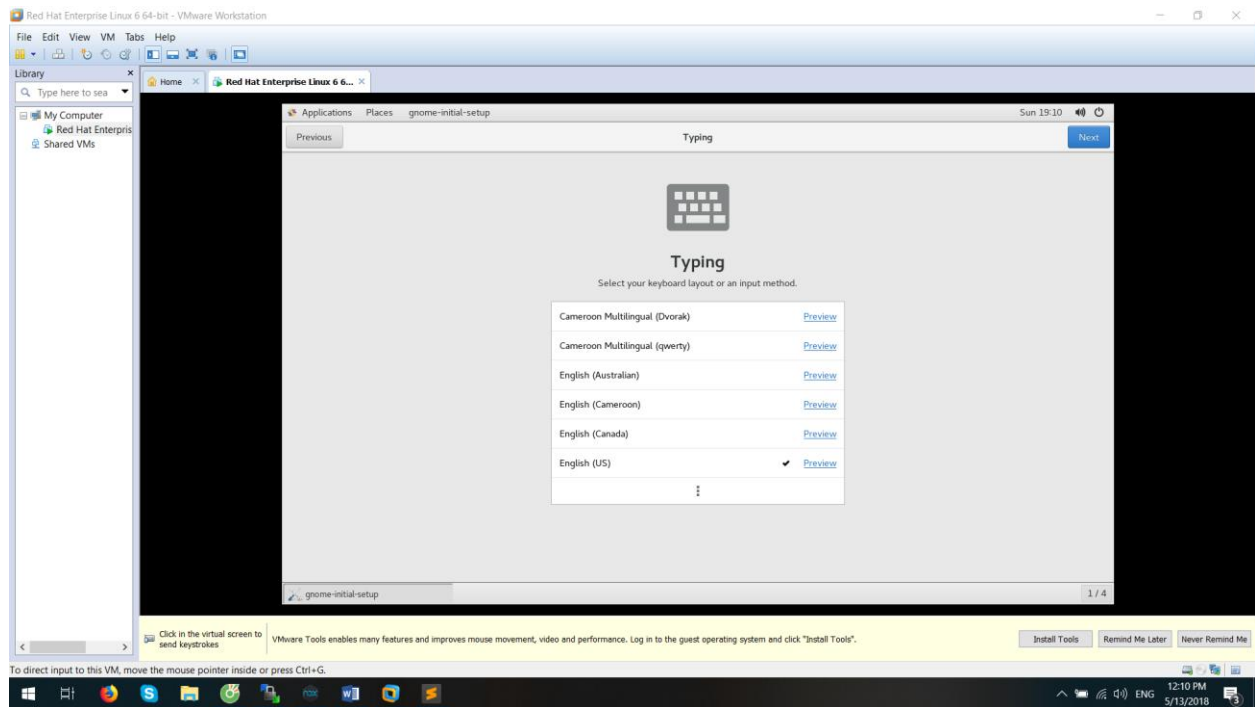 Red Hat Enterprise Linux 6 64-bit - VMware Workstation
File Edit View VM Tabs Help
Library
Type here to sea
My Computer
Red Hat Enterpris
Shared VMs
Home
Red Hat Enterprise Linux 6 6...
Applications Places gnome-initial-setup Sun 19:10
Previous Typing Next
Typing
Select your keyboard layout or an input method.
Cameroon Multilingual (Dvorak) Preview
Cameroon Multilingual (qwerty) Preview
English (Australian) Preview
English (Cameroon) Preview
English (Canada) Preview
English (US) Preview
gnome-initial-setup 1 / 4
Click in the virtual screen to
send keystrokes
VMware Tools enables many features and improves mouse movement, video and performance. Log in to the guest operating system and click "Install Tools".
Install Tools Remind Me Later Never Remind Me
To direct input to this VM, move the mouse pointer inside or press Ctrl+G.
ENG
12:10 PM
5/13/2018